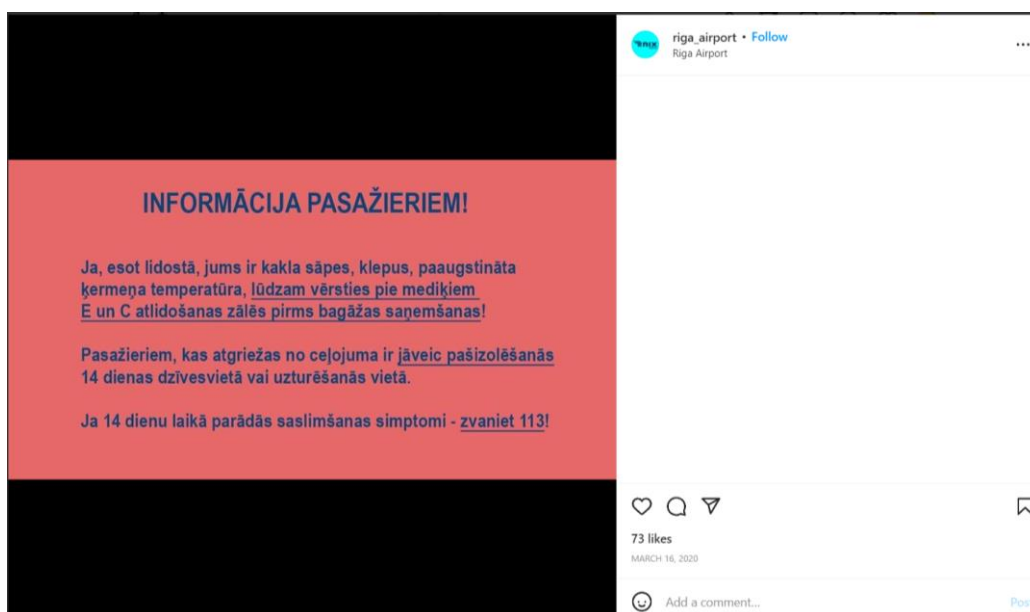 INFORMĀCIJA PASAŽIERIEM!
Ja, esot lidostā, jums ir kakla sāpes, klepus, paaugstināta
ķermeņa temperatūra, lūdzam vērsties pie mediķiem
E un C atlidošanas zālēs pirms bagāžas saņemšanas!
Pasažieriem, kas atgriežas no ceļojuma ir jāveic pašizolēšanās
14 dienas dzīvesvietā vai uzturēšanās vietā.
Ja 14 dienu laikā parādās saslimšanas simptomi - zvaniet 113!
riga_airport • Follow
Riga Airport
73 likes
MARCH 16, 2020
Add a comment...
Pos